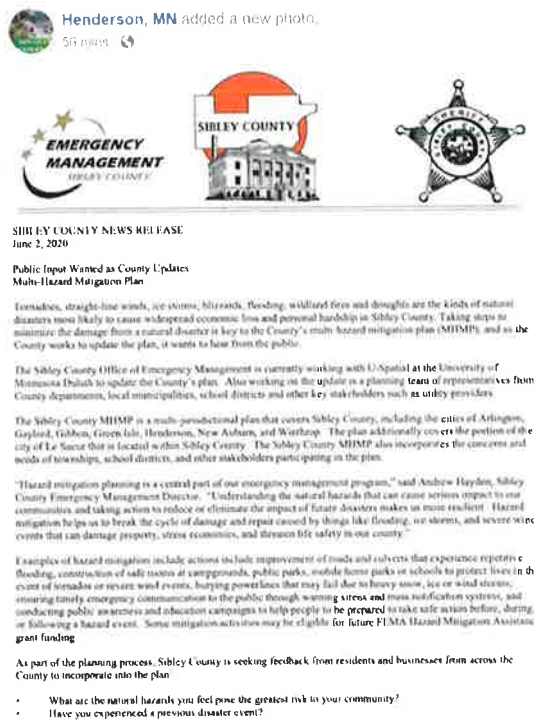 Henderson, MN added a new photo.
56 mins
EMERGENCY
MANAGEMENT
SIBLEY COUNTY
SIBLEY COUNTY
SHERIFF
SIBLEY COUNTY NEWS RELEASE
June 2, 2020
Public Input Wanted as County Updates
Multi-Hazard Mitigation Plan
Tornadoes, straight-line winds, ice storms, blizzards, flooding, wildland fires and droughts are the kinds of natural
disasters most likely to cause widespread economic loss and personal hardship in Sibley County. Taking steps to
minimize the damage from a natural disaster is key to the County's multi-hazard mitigation plan (MHMP), and as the
County works to update the plan, it wants to hear from the public.
The Sibley County Office of Emergency Management is currently working with U-Spatial at the University of
Minnesota Duluth to update the County's plan. Also working on the update is a planning team of representatives from
County departments, local municipalities, school districts and other key stakeholders such as utility providers.
The Sibley County MHMP is a multi-jurisdictional plan that covers Sibley County, including the cities of Arlington,
Gaylord, Gibbon, Green Isle, Henderson, New Auburn, and Winthrop. The plan additionally covers the portion of the
city of Le Sueur that is located within Sibley County. The Sibley County MHMP also incorporates the concerns and
needs of townships, school districts, and other stakeholders participating in the plan.
"Hazard mitigation planning is a central part of our emergency management program," said Andrew Hayden, Sibley
County Emergency Management Director. "Understanding the natural hazards that can cause serious impact to our
communities and taking action to reduce or eliminate the impact of future disasters makes us more resilient. Hazard
mitigation helps us to break the cycle of damage and repair caused by things like flooding, ice storms, and severe wind
events that can damage property, stress economies, and threaten life safety in our county."
Examples of hazard mitigation include actions include improvement of roads and culverts that experience repetitive
flooding, construction of safe rooms at campgrounds, public parks, mobile home parks or schools to protect lives in th
event of tornados or severe wind events, burying powerlines that may fail due to heavy snow, ice or wind storms,
ensuring timely emergency communication to the public through warning sirens and mass notification systems, and
conducting public awareness and education campaigns to help people to be prepared to take safe action before, during,
or following a hazard event. Some mitigation activities may be eligible for future FEMA Hazard Mitigation Assistanc
grant funding.
As part of the planning process, Sibley County is seeking feedback from residents and businesses from across the
County to incorporate into the plan
• What are the natural hazards you feel pose the greatest risk to your community?
• Have you experienced a previous disaster event?